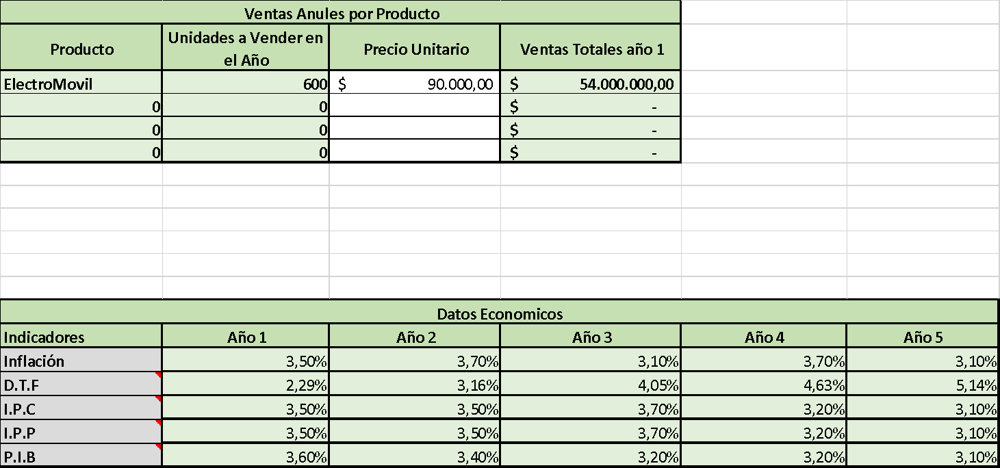 Ventas Anules por Producto
Producto Unidades a Vender en el Año Precio Unitario Ventas Totales año 1
ElectroMovil 600 $ 90.000,00 $ 54.000.000,00
0 0 $ -
0 0 $ -
0 0 $ -
Datos Economicos
Indicadores Año 1 Año 2 Año 3 Año 4 Año 5
Inflación 3,50% 3,70% 3,10% 3,70% 3,10%
D.T.F 2,29% 3,16% 4,05% 4,63% 5,14%
I.P.C 3,50% 3,50% 3,70% 3,20% 3,10%
I.P.P 3,50% 3,50% 3,70% 3,20% 3,10%
P.I.B 3,60% 3,40% 3,20% 3,20% 3,10%